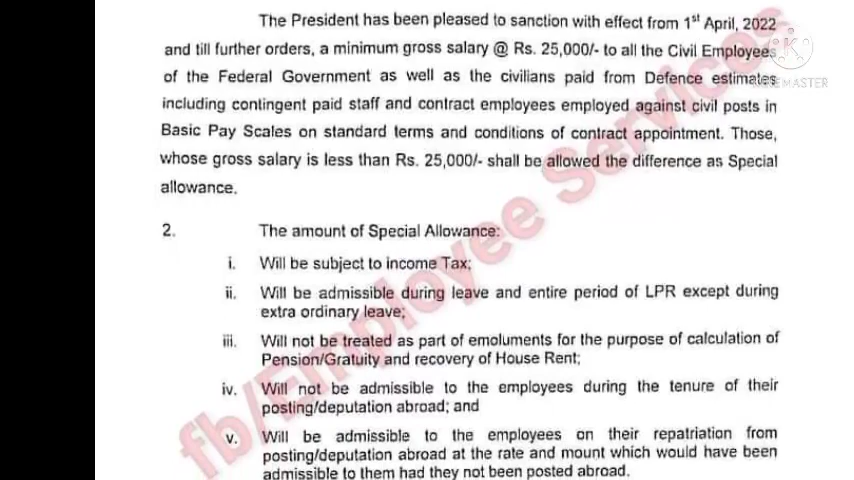 The President has been pleased to sanction with effect from 1st April, 2022
and till further orders, a minimum gross salary @ Rs. 25,000/- to all the Civil Employees
of the Federal Government as well as the civilians paid from Defence estimates
including contingent paid staff and contract employees employed against civil posts in
Basic Pay Scales on standard terms and conditions of contract appointment. Those,
whose gross salary is less than Rs. 25,000/- shall be allowed the difference as Special
allowance.
2. The amount of Special Allowance:
i. Will be subject to income Tax;
ii. Will be admissible during leave and entire period of LPR except during
extra ordinary leave;
iii. Will not be treated as part of emoluments for the purpose of calculation of
Pension/Gratuity and recovery of House Rent;
iv. Will not be admissible to the employees during the tenure of their
posting/deputation abroad; and
v. Will be admissible to the employees on their repatriation from
posting/deputation abroad at the rate and mount which would have been
admissible to them had they not been posted abroad.
fb/Employee Services
K
KINEMASTER